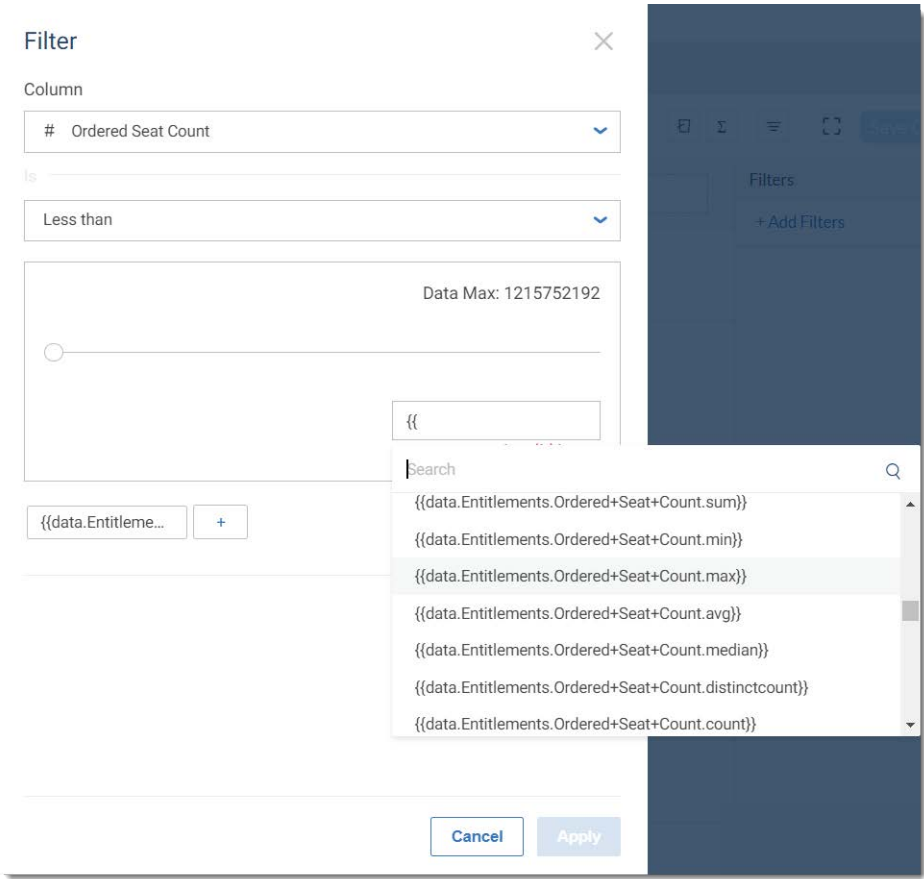 Filter
Column
# Ordered Seat Count
Is
Less than
Data Max: 1215752192
{{
Search
{{data.Entitlements.Ordered+Seat+Count.sum}}
{{data.Entitlements.Ordered+Seat+Count.min}}
{{data.Entitlements.Ordered+Seat+Count.max}}
{{data.Entitlements.Ordered+Seat+Count.avg}}
{{data.Entitlements.Ordered+Seat+Count.median}}
{{data.Entitlements.Ordered+Seat+Count.distinctcount}}
{{data.Entitlements.Ordered+Seat+Count.count}}
{{data.Entitleme...
+
Cancel
Apply
Σ
Save
Filters
+ Add Filters